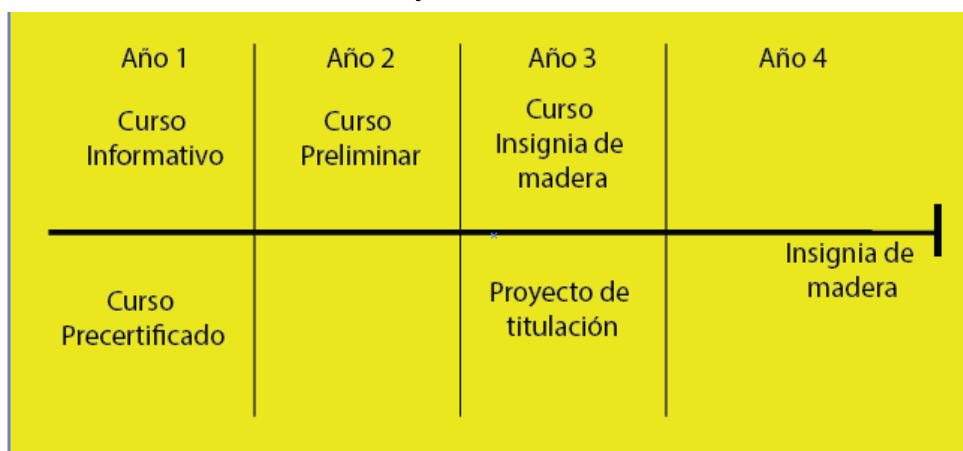 Año 1
Año 2
Año 3
Año 4
Curso
Informativo
Curso
Preliminar
Curso
Insignia de
madera
Insignia de
madera
Curso
Precertificado
Proyecto de
titulación